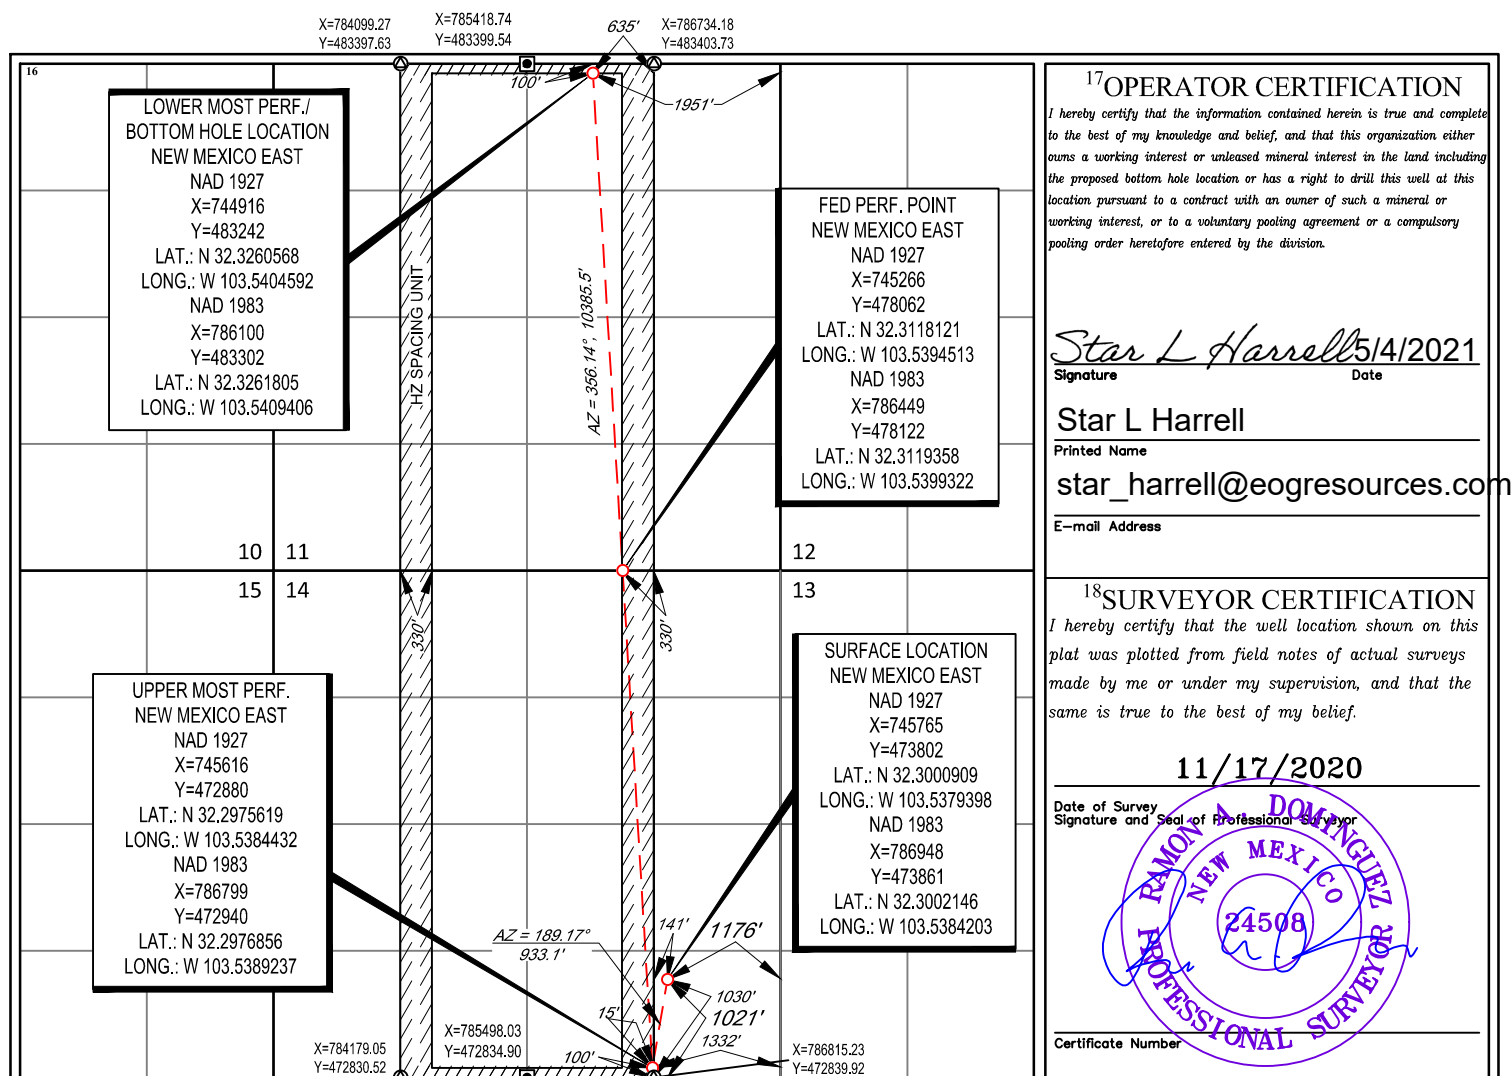 X=784099.27
Y=483397.63
X=785418.74
Y=483399.54
635'
X=786734.18
Y=483403.73
16
100'
1951'
LOWER MOST PERF./
BOTTOM HOLE LOCATION
NEW MEXICO EAST
NAD 1927
X=744916
Y=483242
LAT.: N 32.3260568
LONG.: W 103.5404592
NAD 1983
X=786100
Y=483302
LAT.: N 32.3261805
LONG.: W 103.5409406
HZ SPACING UNIT
AZ = 356.14°, 10385.5'
FED PERF. POINT
NEW MEXICO EAST
NAD 1927
X=745266
Y=478062
LAT.: N 32.3118121
LONG.: W 103.5394513
NAD 1983
X=786449
Y=478122
LAT.: N 32.3119358
LONG.: W 103.5399322
10 11
12
15 14
13
330'
330'
UPPER MOST PERF.
NEW MEXICO EAST
NAD 1927
X=745616
Y=472880
LAT.: N 32.2975619
LONG.: W 103.5384432
NAD 1983
X=786799
Y=472940
LAT.: N 32.2976856
LONG.: W 103.5389237
SURFACE LOCATION
NEW MEXICO EAST
NAD 1927
X=745765
Y=473802
LAT.: N 32.3000909
LONG.: W 103.5379398
NAD 1983
X=786948
Y=473861
LAT.: N 32.3002146
LONG.: W 103.5384203
AZ = 189.17°
933.1'
141'
1176'
1030'
1021'
15'
1332'
100'
X=785498.03
Y=472834.90
X=784179.05
Y=472830.52
X=786815.23
Y=472839.92
17OPERATOR CERTIFICATION
I hereby certify that the information contained herein is true and complete
to the best of my knowledge and belief, and that this organization either
owns a working interest or unleased mineral interest in the land including
the proposed bottom hole location or has a right to drill this well at this
location pursuant to a contract with an owner of such a mineral or
working interest, or to a voluntary pooling agreement or a compulsory
pooling order heretofore entered by the division.
Star L Harrell 5/4/2021
Signature Date
Star L Harrell
Printed Name
star_harrell@eogresources.com
E-mail Address
18SURVEYOR CERTIFICATION
I hereby certify that the well location shown on this
plat was plotted from field notes of actual surveys
made by me or under my supervision, and that the
same is true to the best of my belief.
11/17/2020
Date of Survey
Signature and Seal of Professional Surveyor
RAMON A. DOMINGUEZ
NEW MEXICO
24508
PROFESSIONAL SURVEYOR
Certificate Number